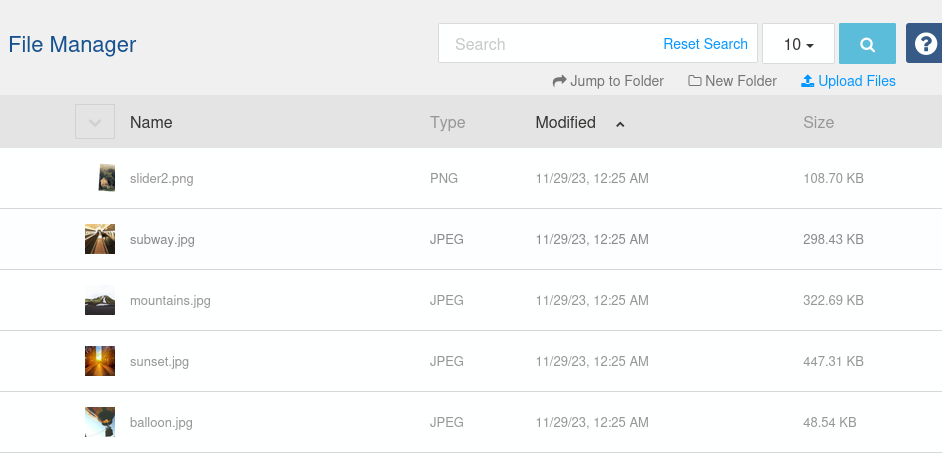 File Manager
Search Reset Search 10 ?
Jump to Folder New Folder Upload Files
Name Type Modified Size
slider2.png PNG 11/29/23, 12:25 AM 108.70 KB
subway.jpg JPEG 11/29/23, 12:25 AM 298.43 KB
mountains.jpg JPEG 11/29/23, 12:25 AM 322.69 KB
sunset.jpg JPEG 11/29/23, 12:25 AM 447.31 KB
balloon.jpg JPEG 11/29/23, 12:25 AM 48.54 KB